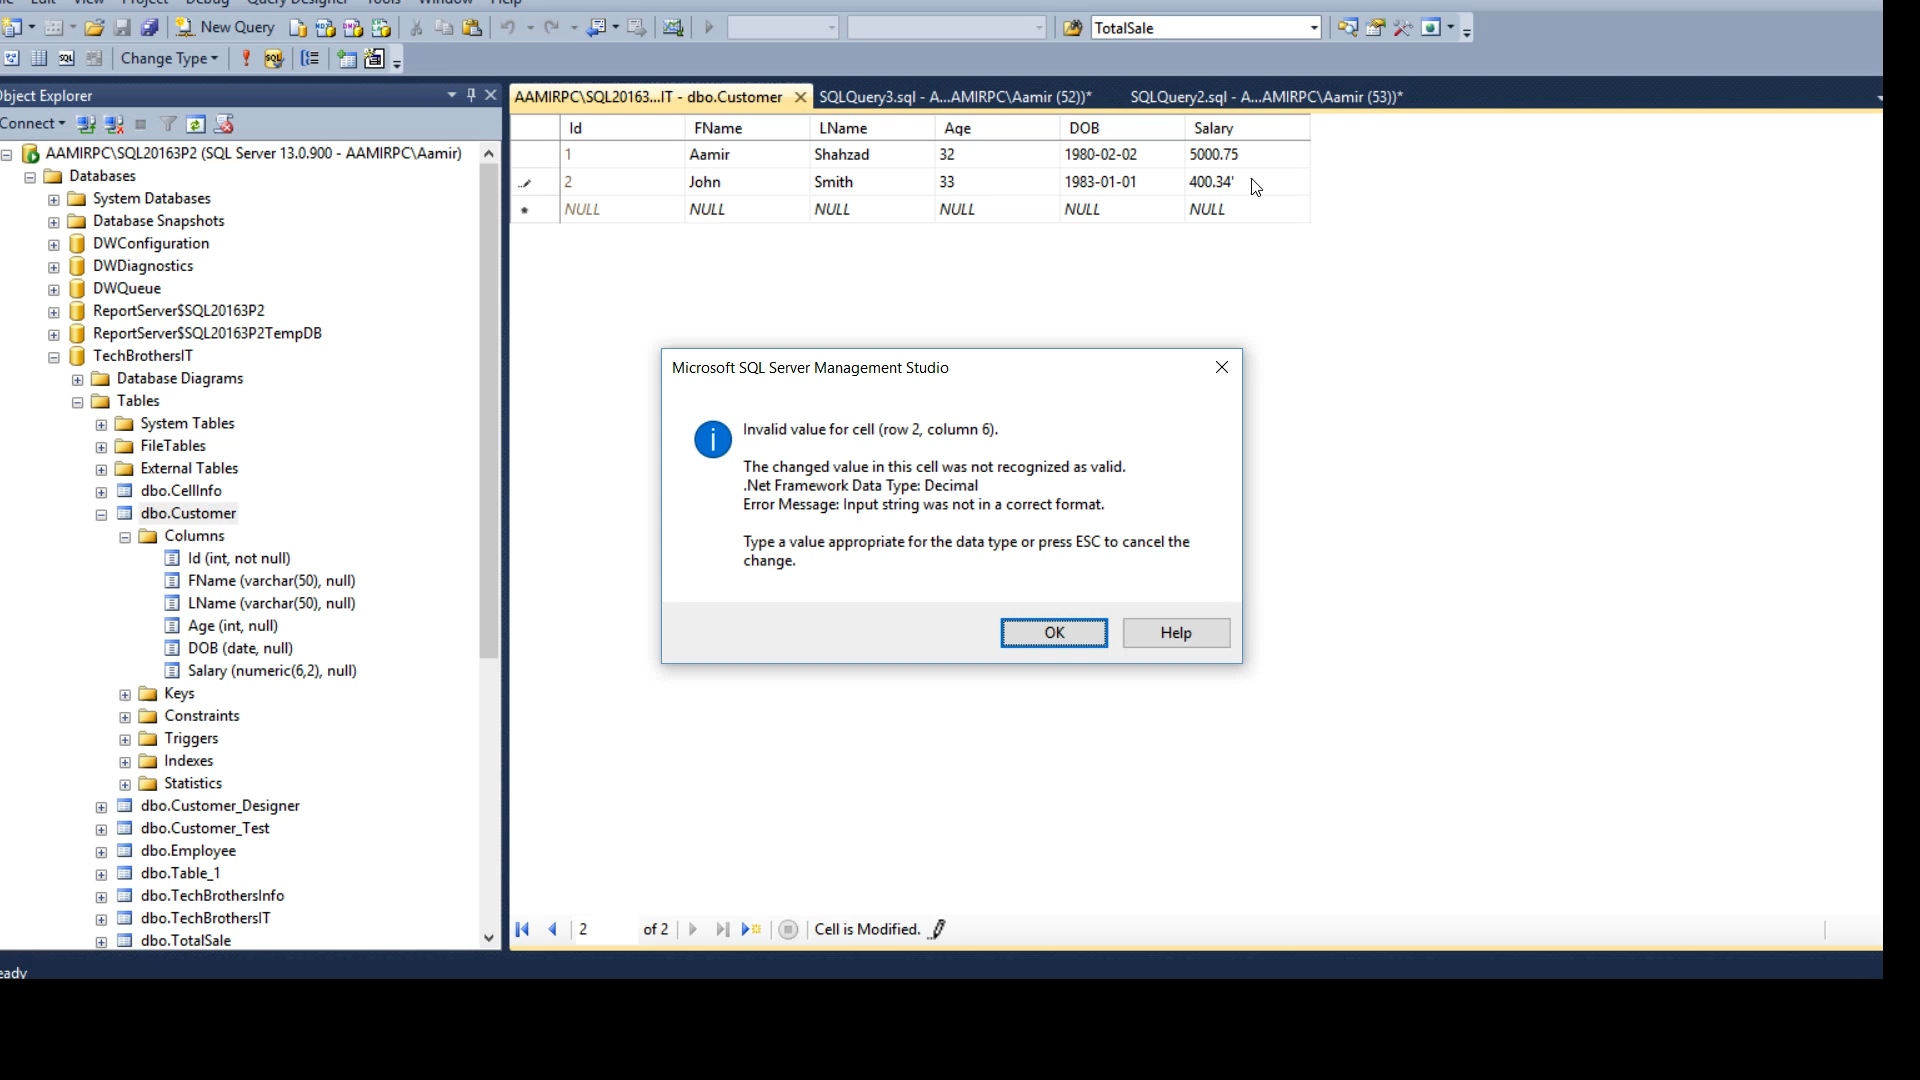 Edit View Project Debug Query Designer Tools Window Help
New Query
TotalSale
Change Type
Object Explorer
AAMIRPC\SQL20163...IT - dbo.Customer
SQLQuery3.sql - A...AMIRPC\Aamir (52))*
SQLQuery2.sql - A...AMIRPC\Aamir (53))*
Connect
AAMIRPC\SQL20163P2 (SQL Server 13.0.900 - AAMIRPC\Aamir)
Databases
System Databases
Database Snapshots
DWConfiguration
DWDiagnostics
DWQueue
ReportServer$SQL20163P2
ReportServer$SQL20163P2TempDB
TechBrothersIT
Database Diagrams
Tables
System Tables
FileTables
External Tables
dbo.CellInfo
dbo.Customer
Columns
Id (int, not null)
FName (varchar(50), null)
LName (varchar(50), null)
Age (int, null)
DOB (date, null)
Salary (numeric(6,2), null)
Keys
Constraints
Triggers
Indexes
Statistics
dbo.Customer_Designer
dbo.Customer_Test
dbo.Employee
dbo.Table_1
dbo.TechBrothersInfo
dbo.TechBrothersIT
dbo.TotalSale
Id FName LName Age DOB Salary
1 Aamir Shahzad 32 1980-02-02 5000.75
2 John Smith 33 1983-01-01 400.34'
NULL NULL NULL NULL NULL NULL
Microsoft SQL Server Management Studio
Invalid value for cell (row 2, column 6).
The changed value in this cell was not recognized as valid.
.Net Framework Data Type: Decimal
Error Message: Input string was not in a correct format.
Type a value appropriate for the data type or press ESC to cancel the
change.
OK
Help
2 of 2 Cell is Modified.
eady